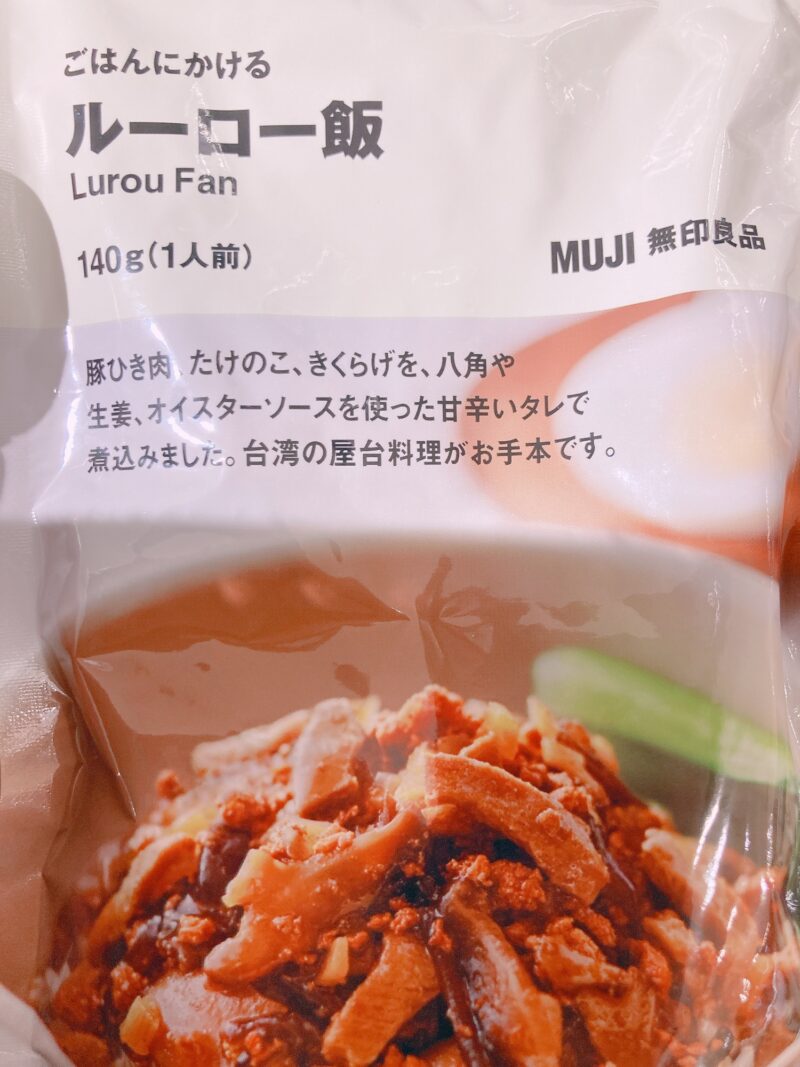 ごはんにかける
ルーロー飯
Lurou Fan
140g(1人前)
MUJI 無印良品
豚ひき肉、たけのこ、きくらげを、八角や
生姜、オイスターソースを使った甘辛いタレで
煮込みました。台湾の屋台料理がお手本です。